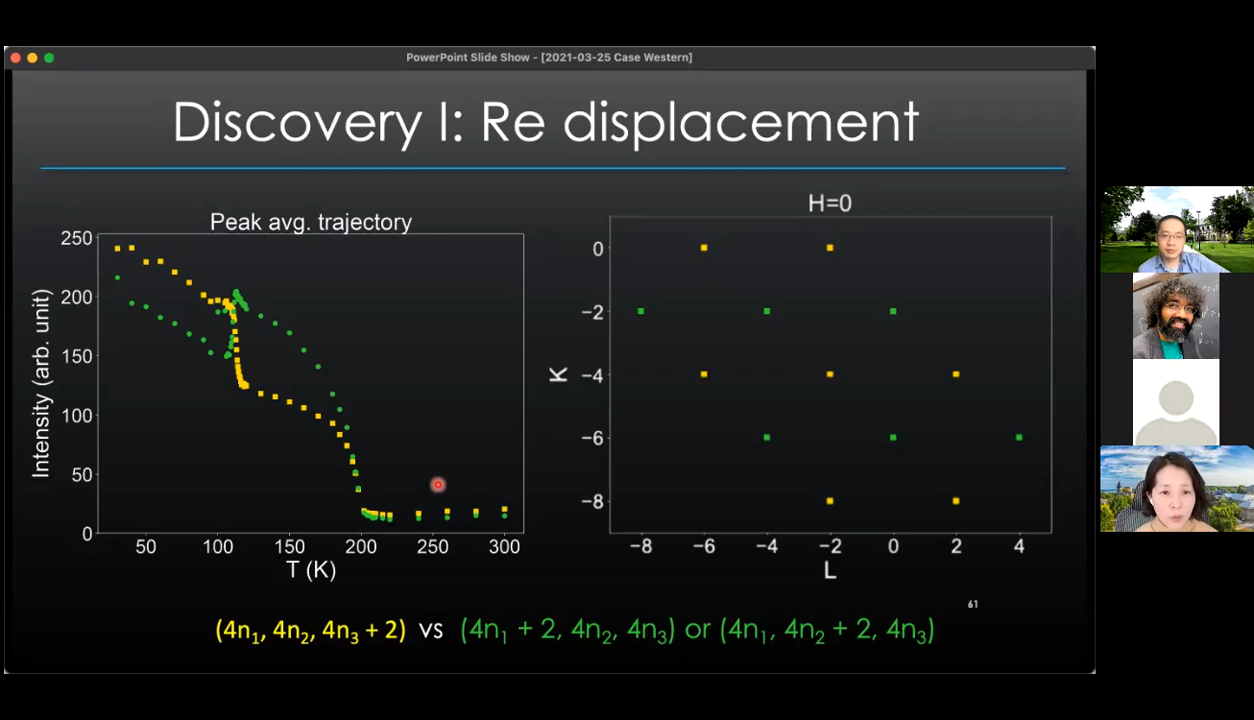 PowerPoint Slide Show - [2021-03-25 Case Western]
Discovery I: Re displacement
Peak avg. trajectory
250
200
150
100
50
0
Intensity (arb. unit)
50 100 150 200 250 300
T (K)
H=0
0
−2
−4
−6
−8
K
−8 −6 −4 −2 0 2 4
L
61
(4n₁, 4n₂, 4n₃ + 2) vs (4n₁ + 2, 4n₂, 4n₃) or (4n₁, 4n₂ + 2, 4n₃)